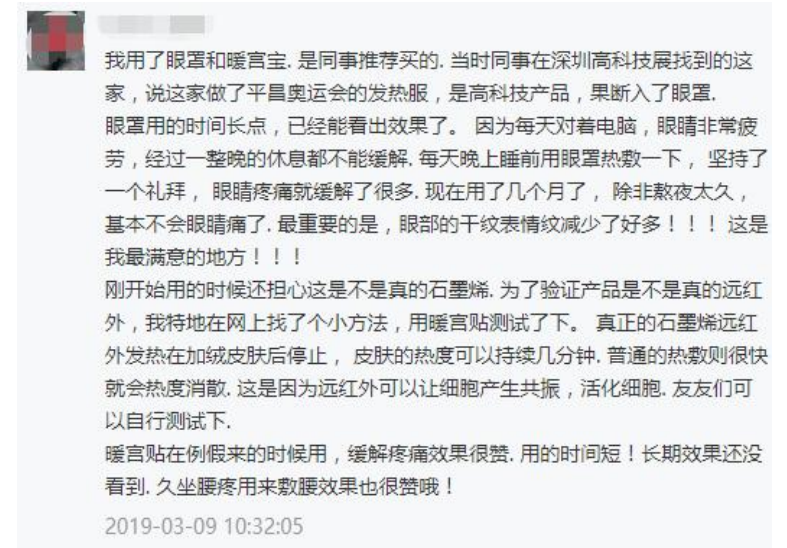 我用了眼罩和暖宫宝. 是同事推荐买的. 当时同事在深圳高科技展找到的这
家，说这家做了平昌奥运会的发热服，是高科技产品，果断入了眼罩.
眼罩用的时间长点，已经能看出效果了。 因为每天对着电脑，眼睛非常疲
劳，经过一整晚的休息都不能缓解. 每天晚上睡前用眼罩热敷一下， 坚持了
一个礼拜， 眼睛疼痛就缓解了很多. 现在用了几个月了， 除非熬夜太久，
基本不会眼睛痛了. 最重要的是，眼部的干纹表情纹减少了好多！！！ 这是
我最满意的地方！！！
刚开始用的时候还担心这是不是真的石墨烯. 为了验证产品是不是真的远红
外，我特地在网上找了个小方法，用暖宫贴测试了下。 真正的石墨烯远红
外发热在加绒皮肤后停止， 皮肤的热度可以持续几分钟. 普通的热敷则很快
就会热度消散. 这是因为远红外可以让细胞产生共振，活化细胞. 友友们可
以自行测试下.
暖宫贴在例假来的时候用，缓解疼痛效果很赞. 用的时间短！长期效果还没
看到. 久坐腰疼用来敷腰效果也很赞哦！
2019-03-09 10:32:05